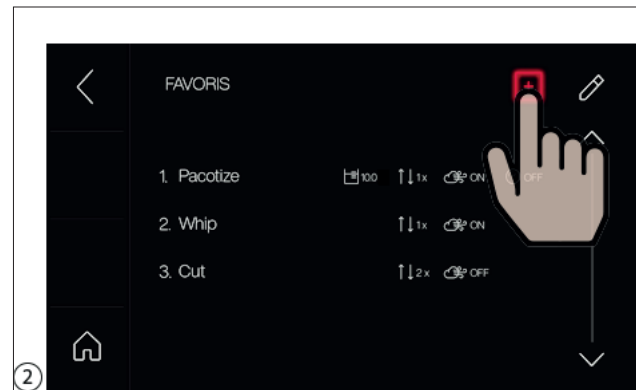 FAVORIS
1. Pacotize 100 1x ON OFF
2. Whip 1x ON
3. Cut 2x OFF
2